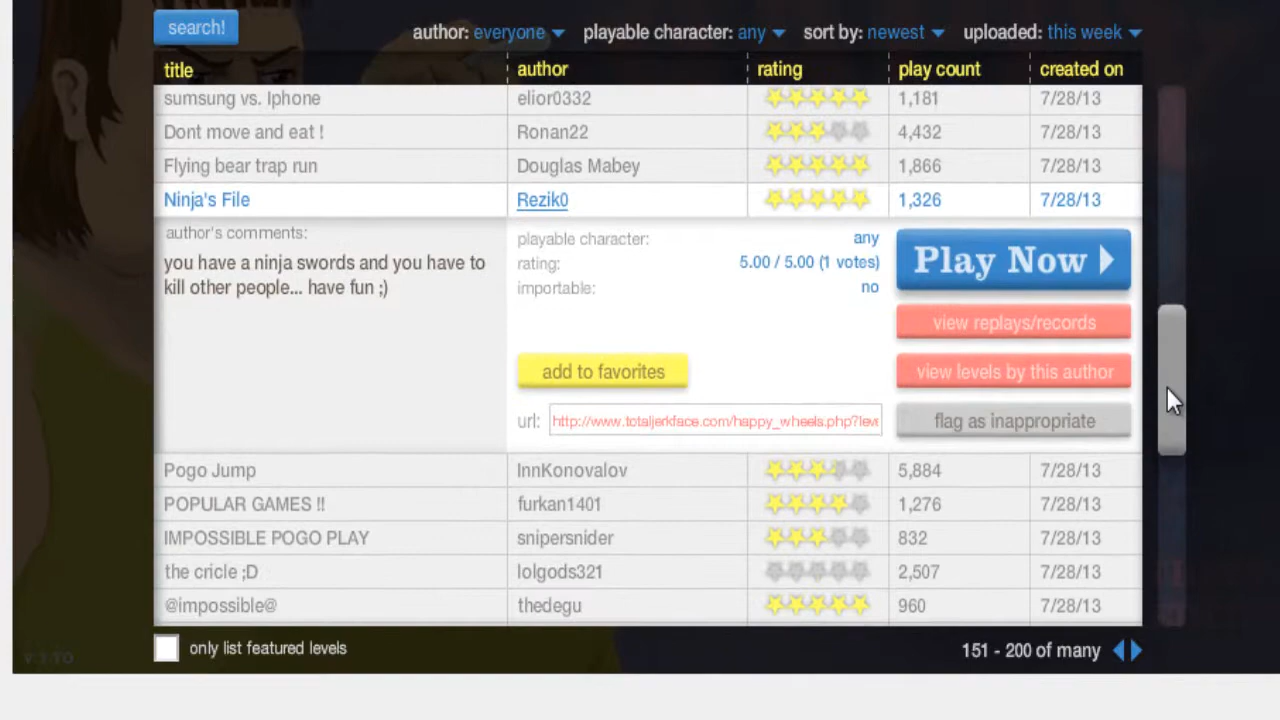 search!
author: everyone playable character: any sort by: newest uploaded: this week
title author rating play count created on
sumsung vs. Iphone elior0332 1,181 7/28/13
Dont move and eat ! Ronan22 4,432 7/28/13
Flying bear trap run Douglas Mabey 1,866 7/28/13
Ninja's File Rezik0 1,326 7/28/13
author's comments:
you have a ninja swords and you have to
kill other people... have fun ;)
playable character: any
rating: 5.00 / 5.00 (1 votes)
importable: no
add to favorites
url: http://www.totaljerkface.com/happy_wheels.php?leve
Play Now
view replays/records
view levels by this author
flag as inappropriate
Pogo Jump InnKonovalov 5,884 7/28/13
POPULAR GAMES !! furkan1401 1,276 7/28/13
IMPOSSIBLE POGO PLAY snipersnider 832 7/28/13
the cricle ;D lolgods321 2,507 7/28/13
@impossible@ thedegu 960 7/28/13
only list featured levels
151 - 200 of many